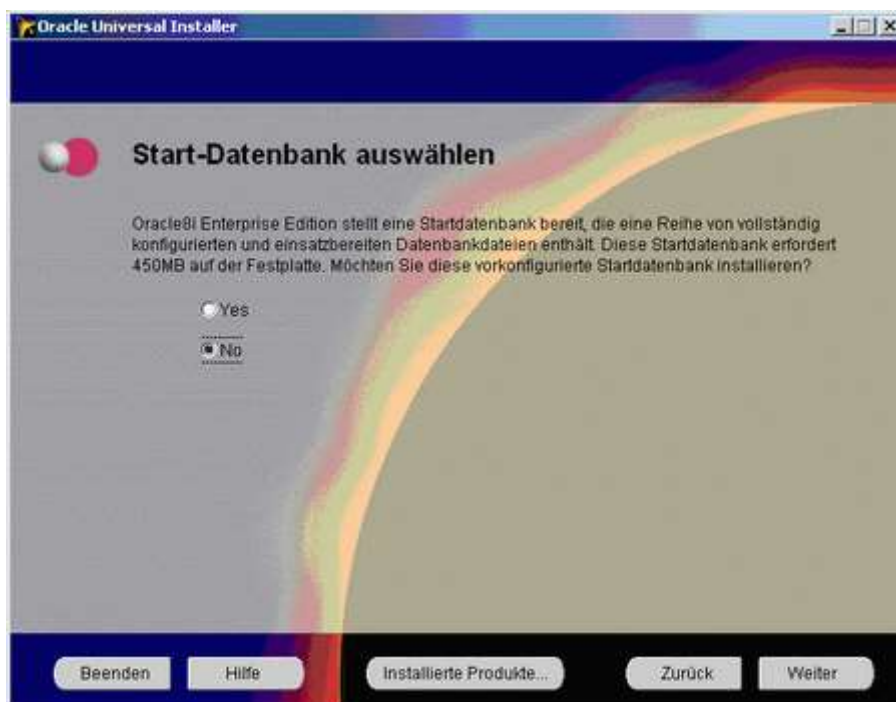 Oracle Universal Installer
Start-Datenbank auswählen
Oracle8i Enterprise Edition stellt eine Startdatenbank bereit, die eine Reihe von vollständig
konfigurierten und einsatzbereiten Datenbankdateien enthält. Diese Startdatenbank erfordert
450MB auf der Festplatte. Möchten Sie diese vorkonfigurierte Startdatenbank installieren?
Yes
No
Beenden
Hilfe
Installierte Produkte...
Zurück
Weiter